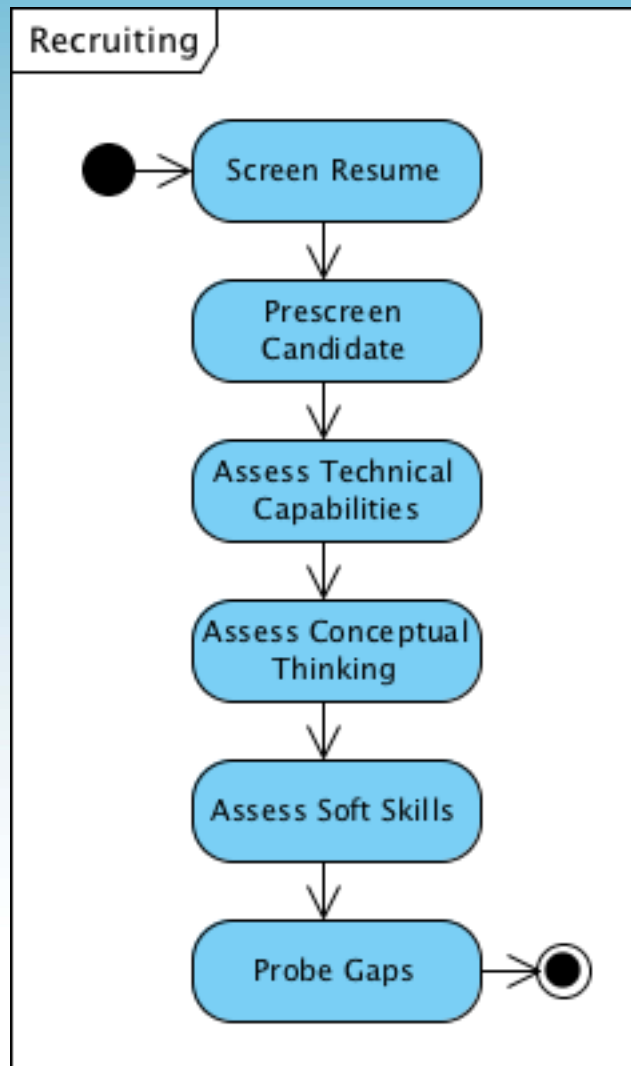 Recruiting
Screen Resume
Prescreen
Candidate
Assess Technical
Capabilities
Assess Conceptual
Thinking
Assess Soft Skills
Probe Gaps